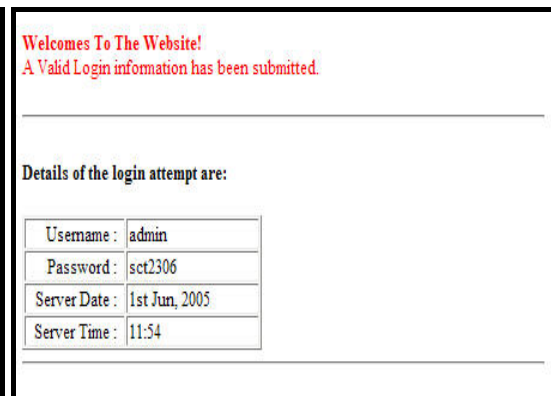 Welcomes To The Website!
A Valid Login information has been submitted.
Details of the login attempt are:
Username : admin
Password : sct2306
Server Date : 1st Jun, 2005
Server Time : 11:54